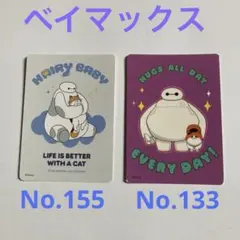 ベイマックス
HAIRY BABY
LIFE IS BETTER
WITH A CAT
HUGS ALL DAY
EVERY DAY!
No.155
No.133